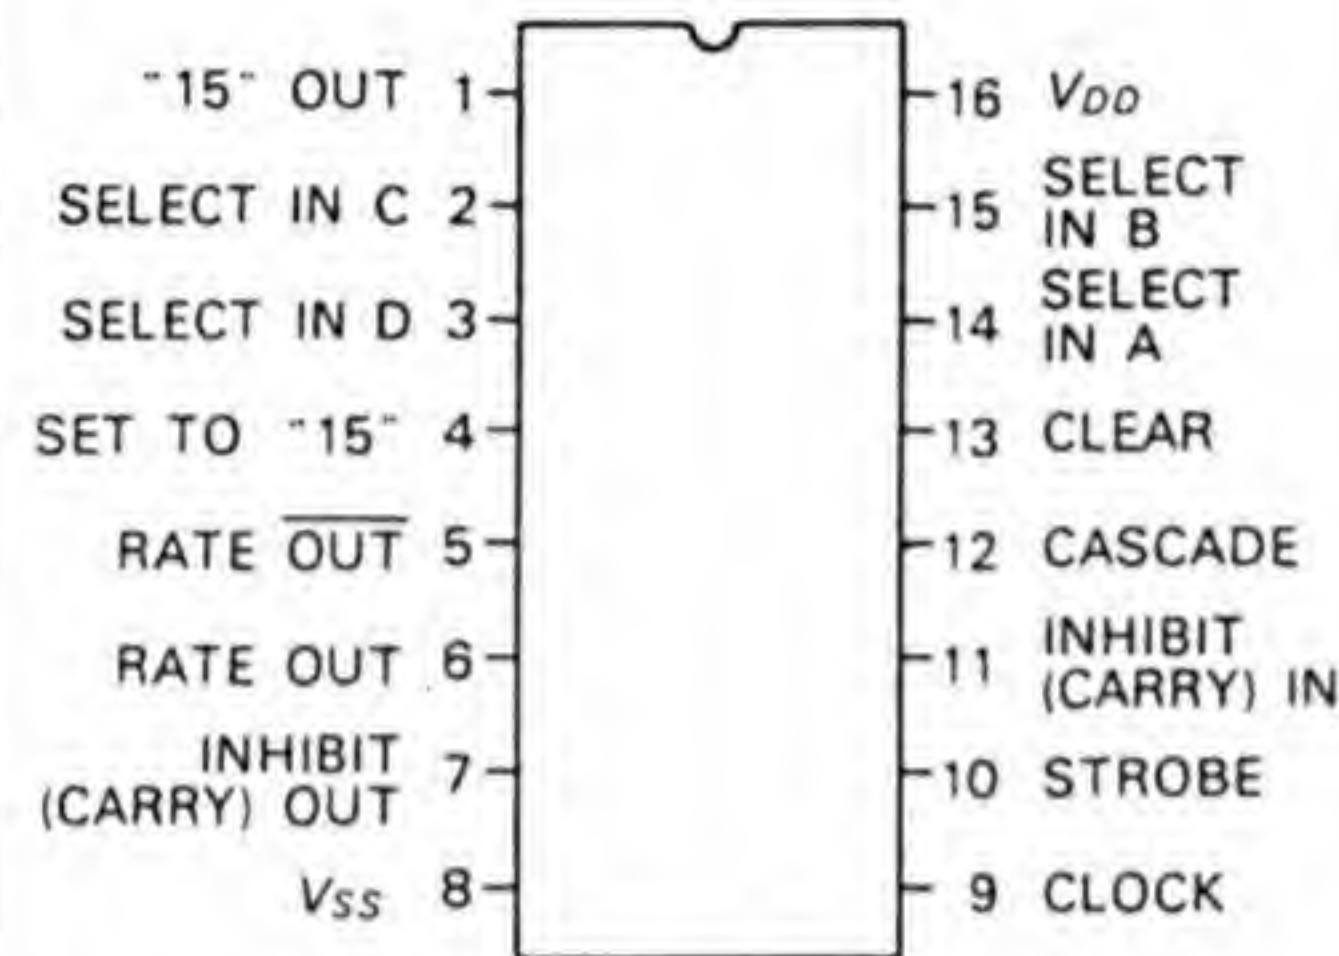 "15" OUT 1
SELECT IN C 2
SELECT IN D 3
SET TO "15" 4
RATE O̅U̅T̅ 5
RATE OUT 6
INHIBIT
(CARRY) OUT 7
VSS 8
16 VDD
15 SELECT
IN B
14 SELECT
IN A
13 CLEAR
12 CASCADE
11 INHIBIT
(CARRY) IN
10 STROBE
9 CLOCK